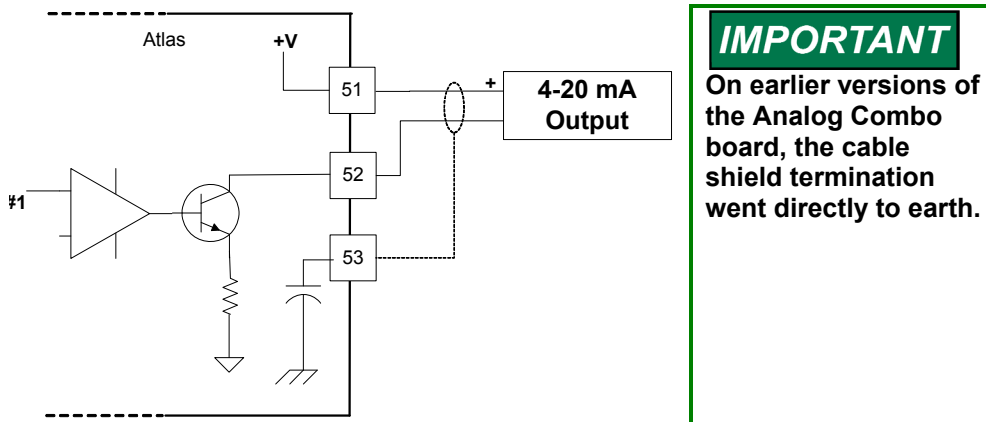 Atlas
+V
51
+
4-20 mA
Output
52
#1
53
IMPORTANT
On earlier versions of
the Analog Combo
board, the cable
shield termination
went directly to earth.